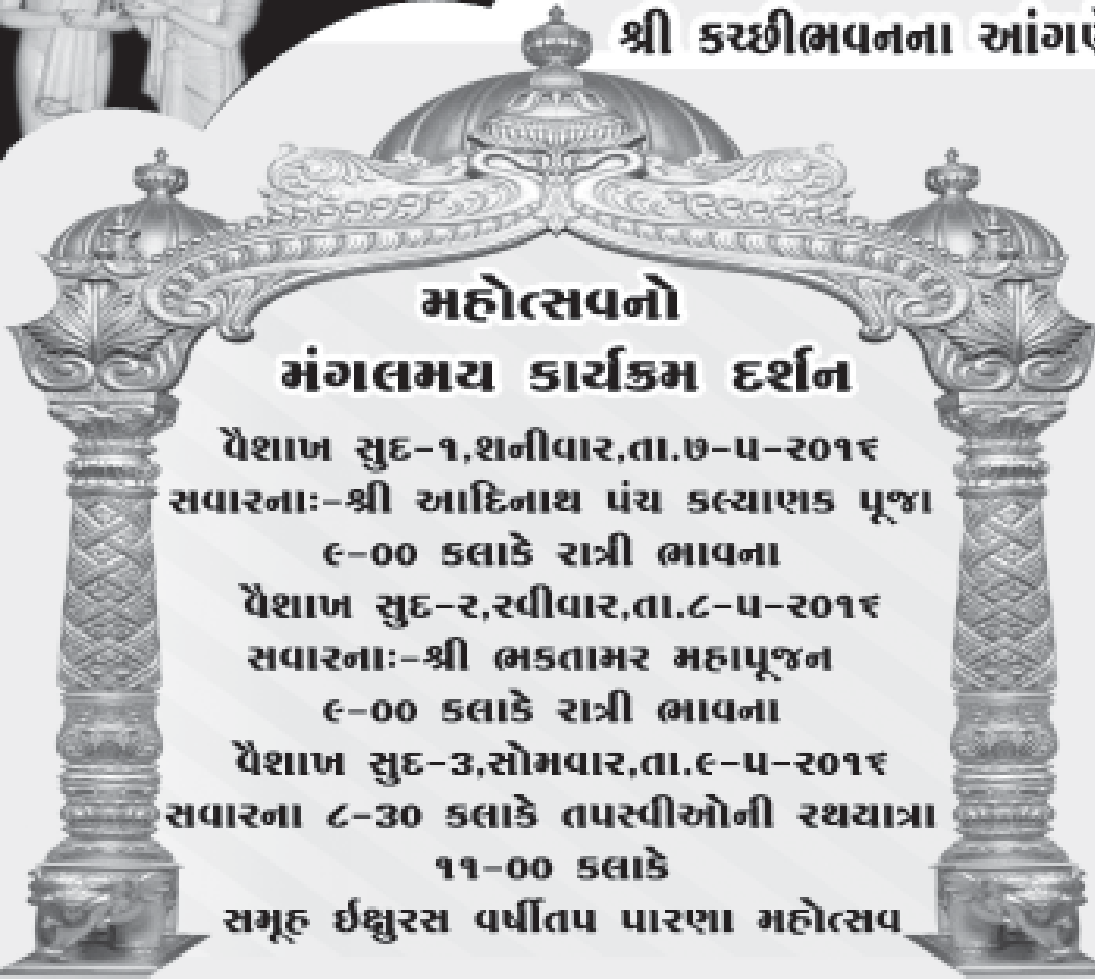 શ્રી કચ્છીભવનના
મહોત્સવનો
મંગલમય કાર્યક્રમ દર્શન
વૈશાખ સુદ-૧,શનીવાર,તા.૭-૫-૨૦૧૬
સવારનાઃ-શ્રી આદિનાથ પંચ કલ્યાણક પૂજા
૯-૦૦ કલાકે રાત્રી ભાવના
વૈશાખ સુદ-૨,રવીવાર,તા.૮-૫-૨૦૧૬
સવારનાઃ-શ્રી ભકતામર મહાપૂજન
૯-૦૦ કલાકે રાત્રી ભાવના
વૈશાખ સુદ-૩,સોમવાર,તા.૯-૫-૨૦૧૬
સવારના ૮-૩૦ કલાકે તપસ્વીઓની રથયાત્રા
૧૧-૦૦ કલાકે
સમૂહ ઈક્ષુરસ વર્ષીતપ પારણા મહોત્સવ